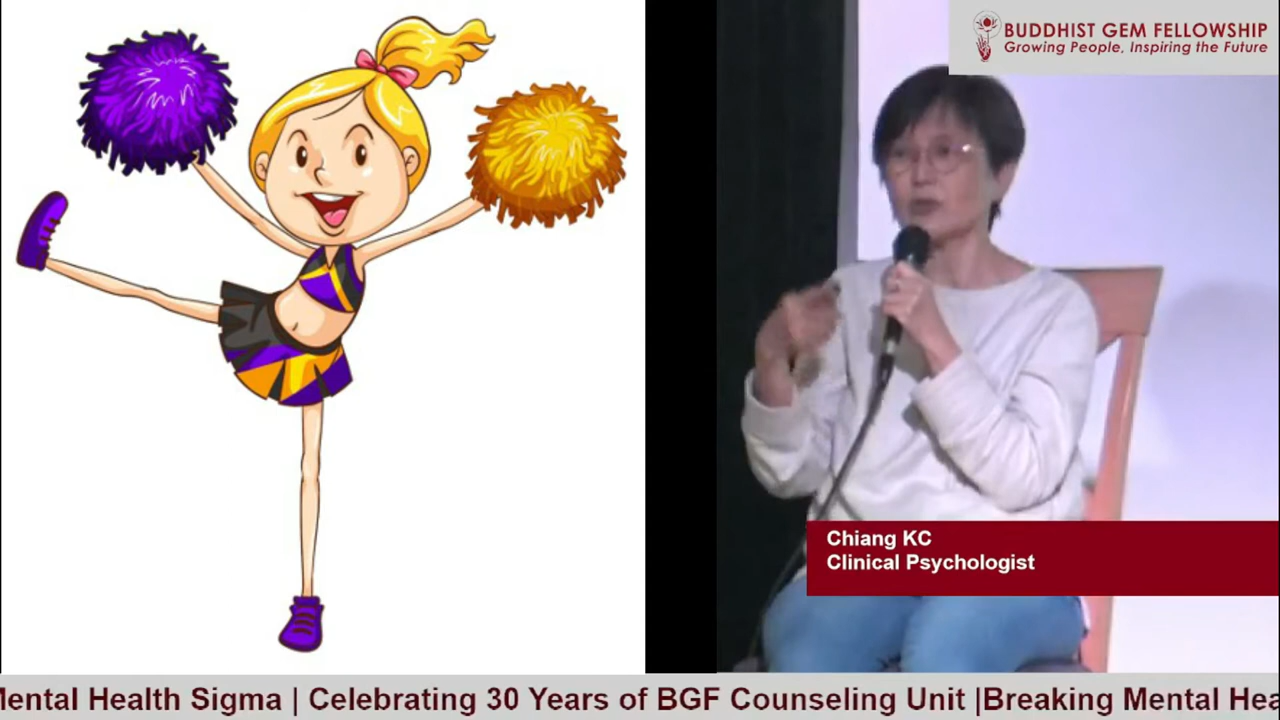 BUDDHIST GEM FELLOWSHIP
Growing People, Inspiring the Future
Chiang KC
Clinical Psychologist
Mental Health Sigma | Celebrating 30 Years of BGF Counseling Unit |Breaking Mental Hea